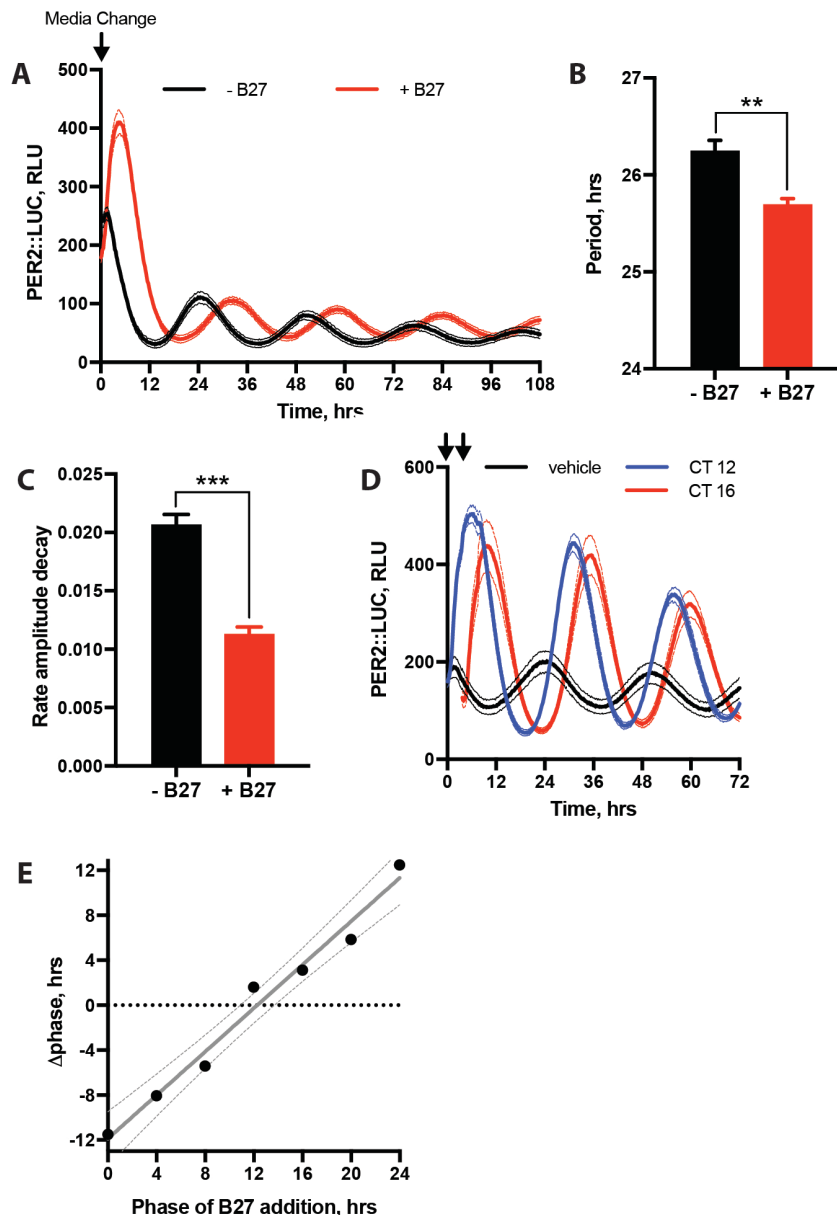 Media Change
A
- B27
+ B27
500
400
300
200
100
0
PER2::LUC, RLU
0 12 24 36 48 60 72 84 96 108
Time, hrs
B
**
27
26
25
24
Period, hrs
- B27 + B27
C
***
0.025
0.020
0.015
0.010
0.005
0.000
Rate amplitude decay
- B27 + B27
D
vehicle
CT 12
CT 16
600
400
200
0
PER2::LUC, RLU
0 12 24 36 48 60 72
Time, hrs
E
12
8
4
0
-4
-8
-12
Δphase, hrs
0 4 8 12 16 20 24
Phase of B27 addition, hrs